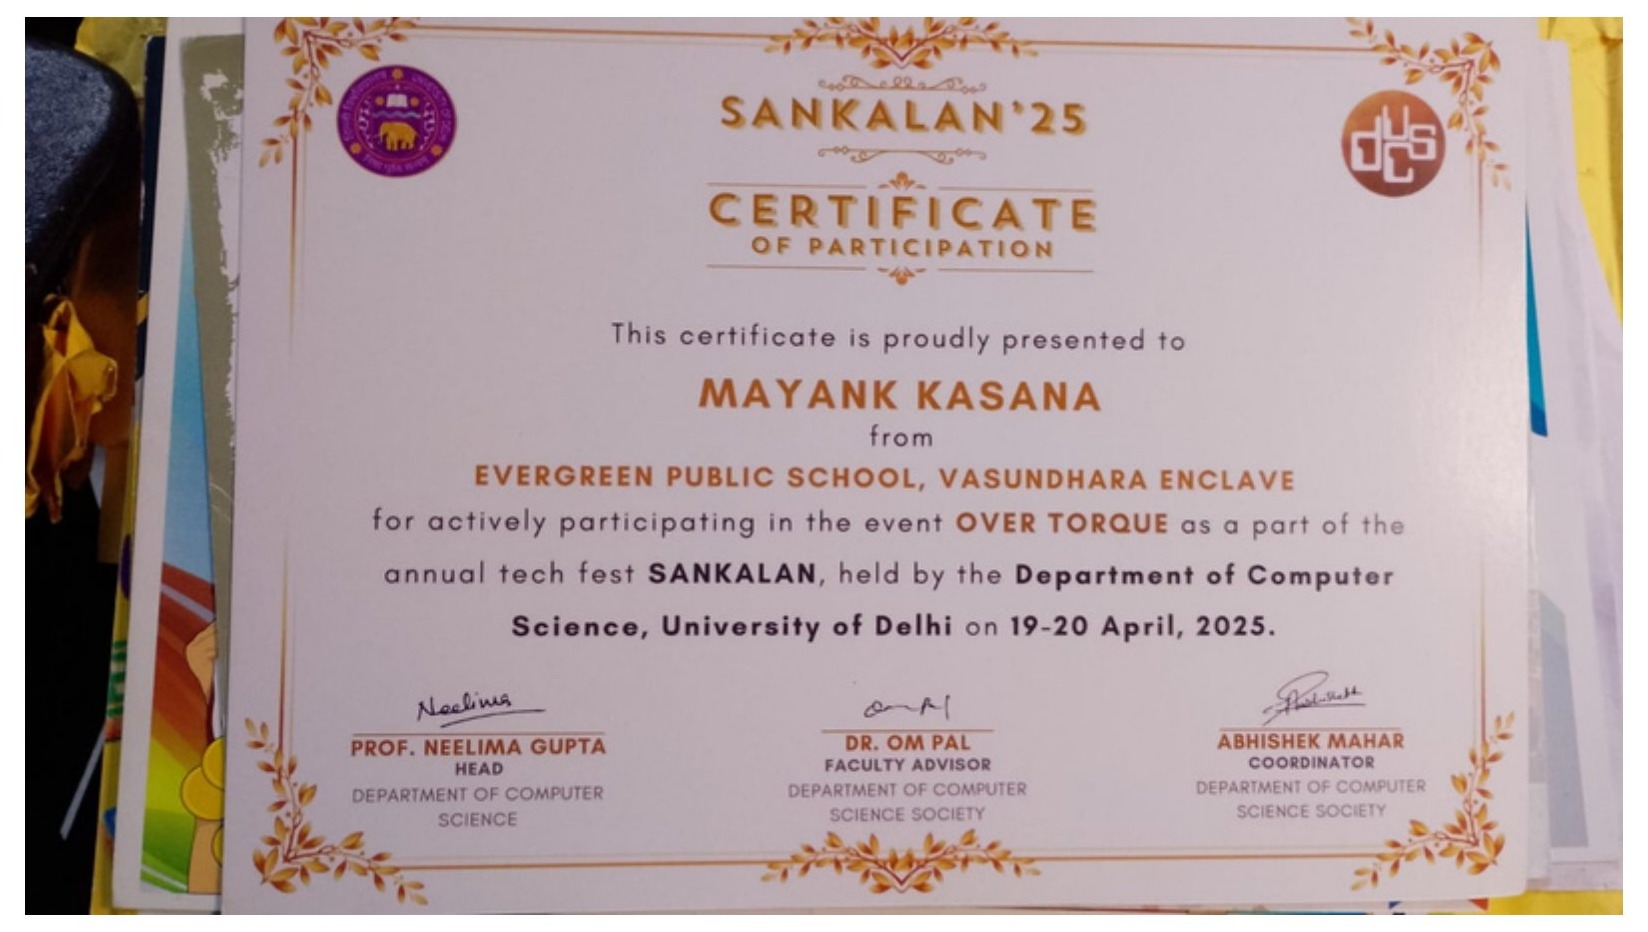 SANKALAN'25
CERTIFICATE
OF PARTICIPATION
This certificate is proudly presented to
MAYANK KASANA
from
EVERGREEN PUBLIC SCHOOL, VASUNDHARA ENCLAVE
for actively participating in the event OVER TORQUE as a part of the
annual tech fest SANKALAN, held by the Department of Computer
Science, University of Delhi on 19-20 April, 2025.
Neelima
PROF. NEELIMA GUPTA
HEAD
DEPARTMENT OF COMPUTER
SCIENCE
DR. OM PAL
FACULTY ADVISOR
DEPARTMENT OF COMPUTER
SCIENCE SOCIETY
ABHISHEK MAHAR
COORDINATOR
DEPARTMENT OF COMPUTER
SCIENCE SOCIETY